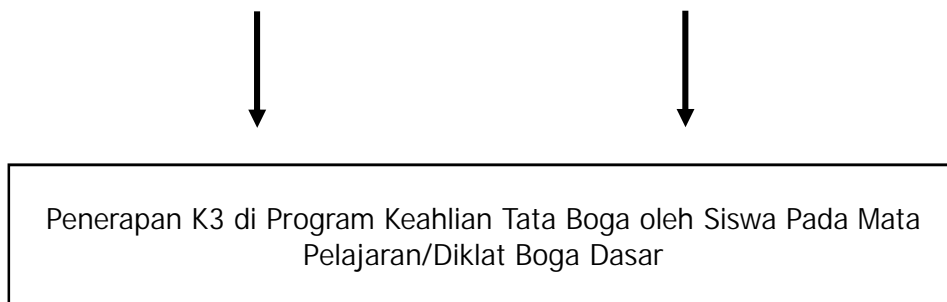 Penerapan K3 di Program Keahlian Tata Boga oleh Siswa Pada Mata
Pelajaran/Diklat Boga Dasar